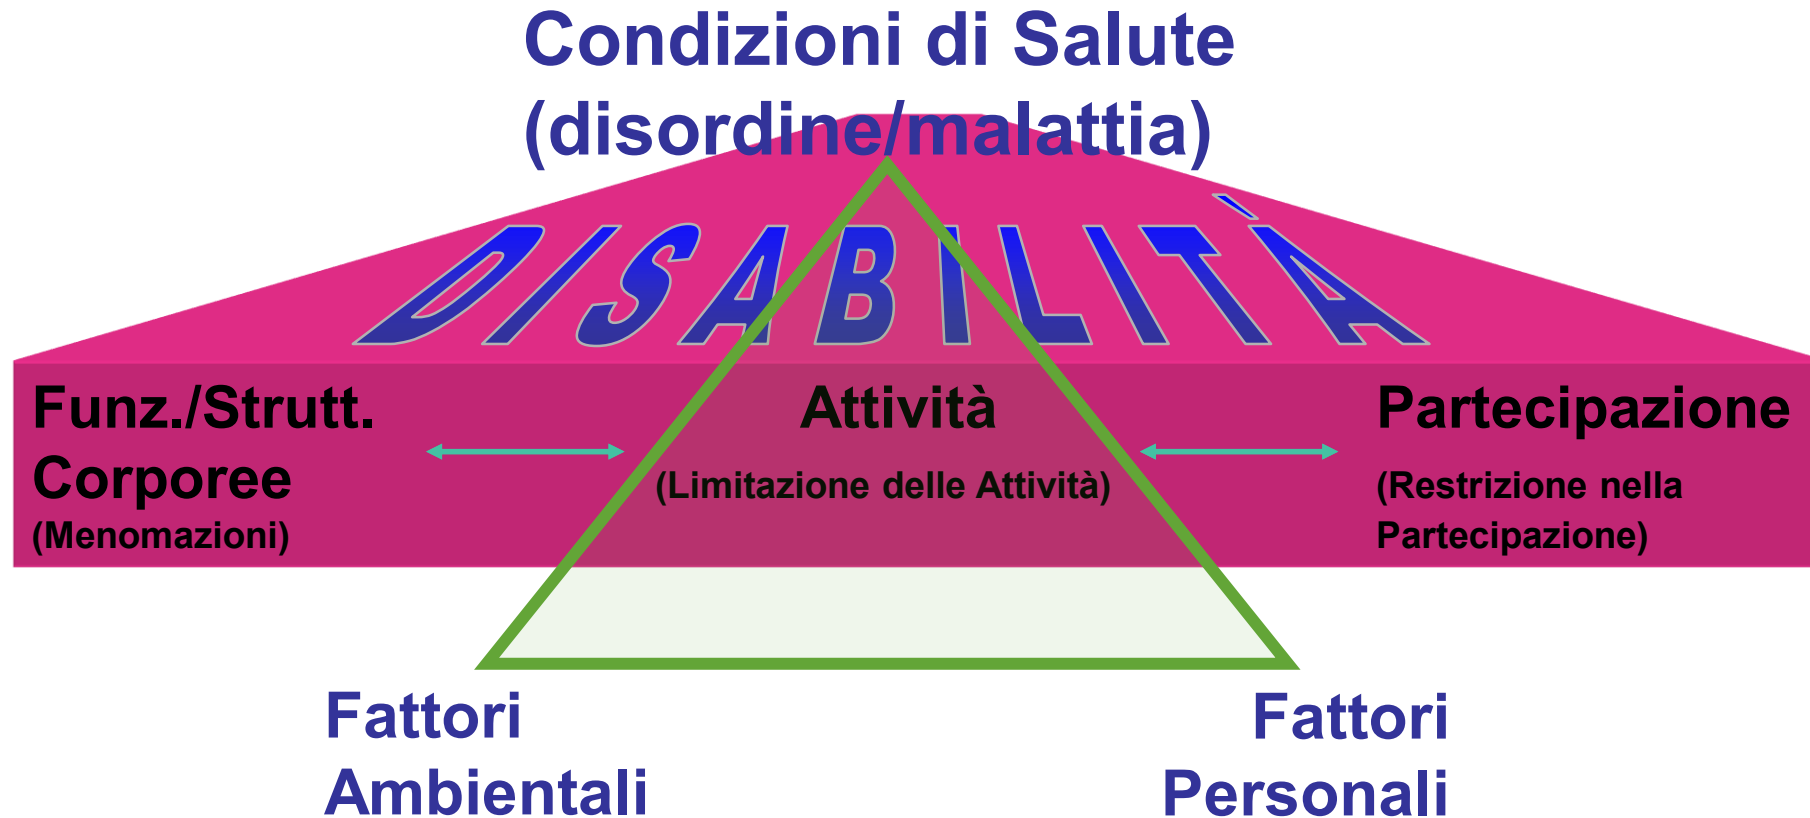 Condizioni di Salute
(disordine/malattia)
DISABILITÀ
Funz./Strutt.
Corporee
(Menomazioni)
Attività
(Limitazione delle Attività)
Partecipazione
(Restrizione nella
Partecipazione)
Fattori
Ambientali
Fattori
Personali